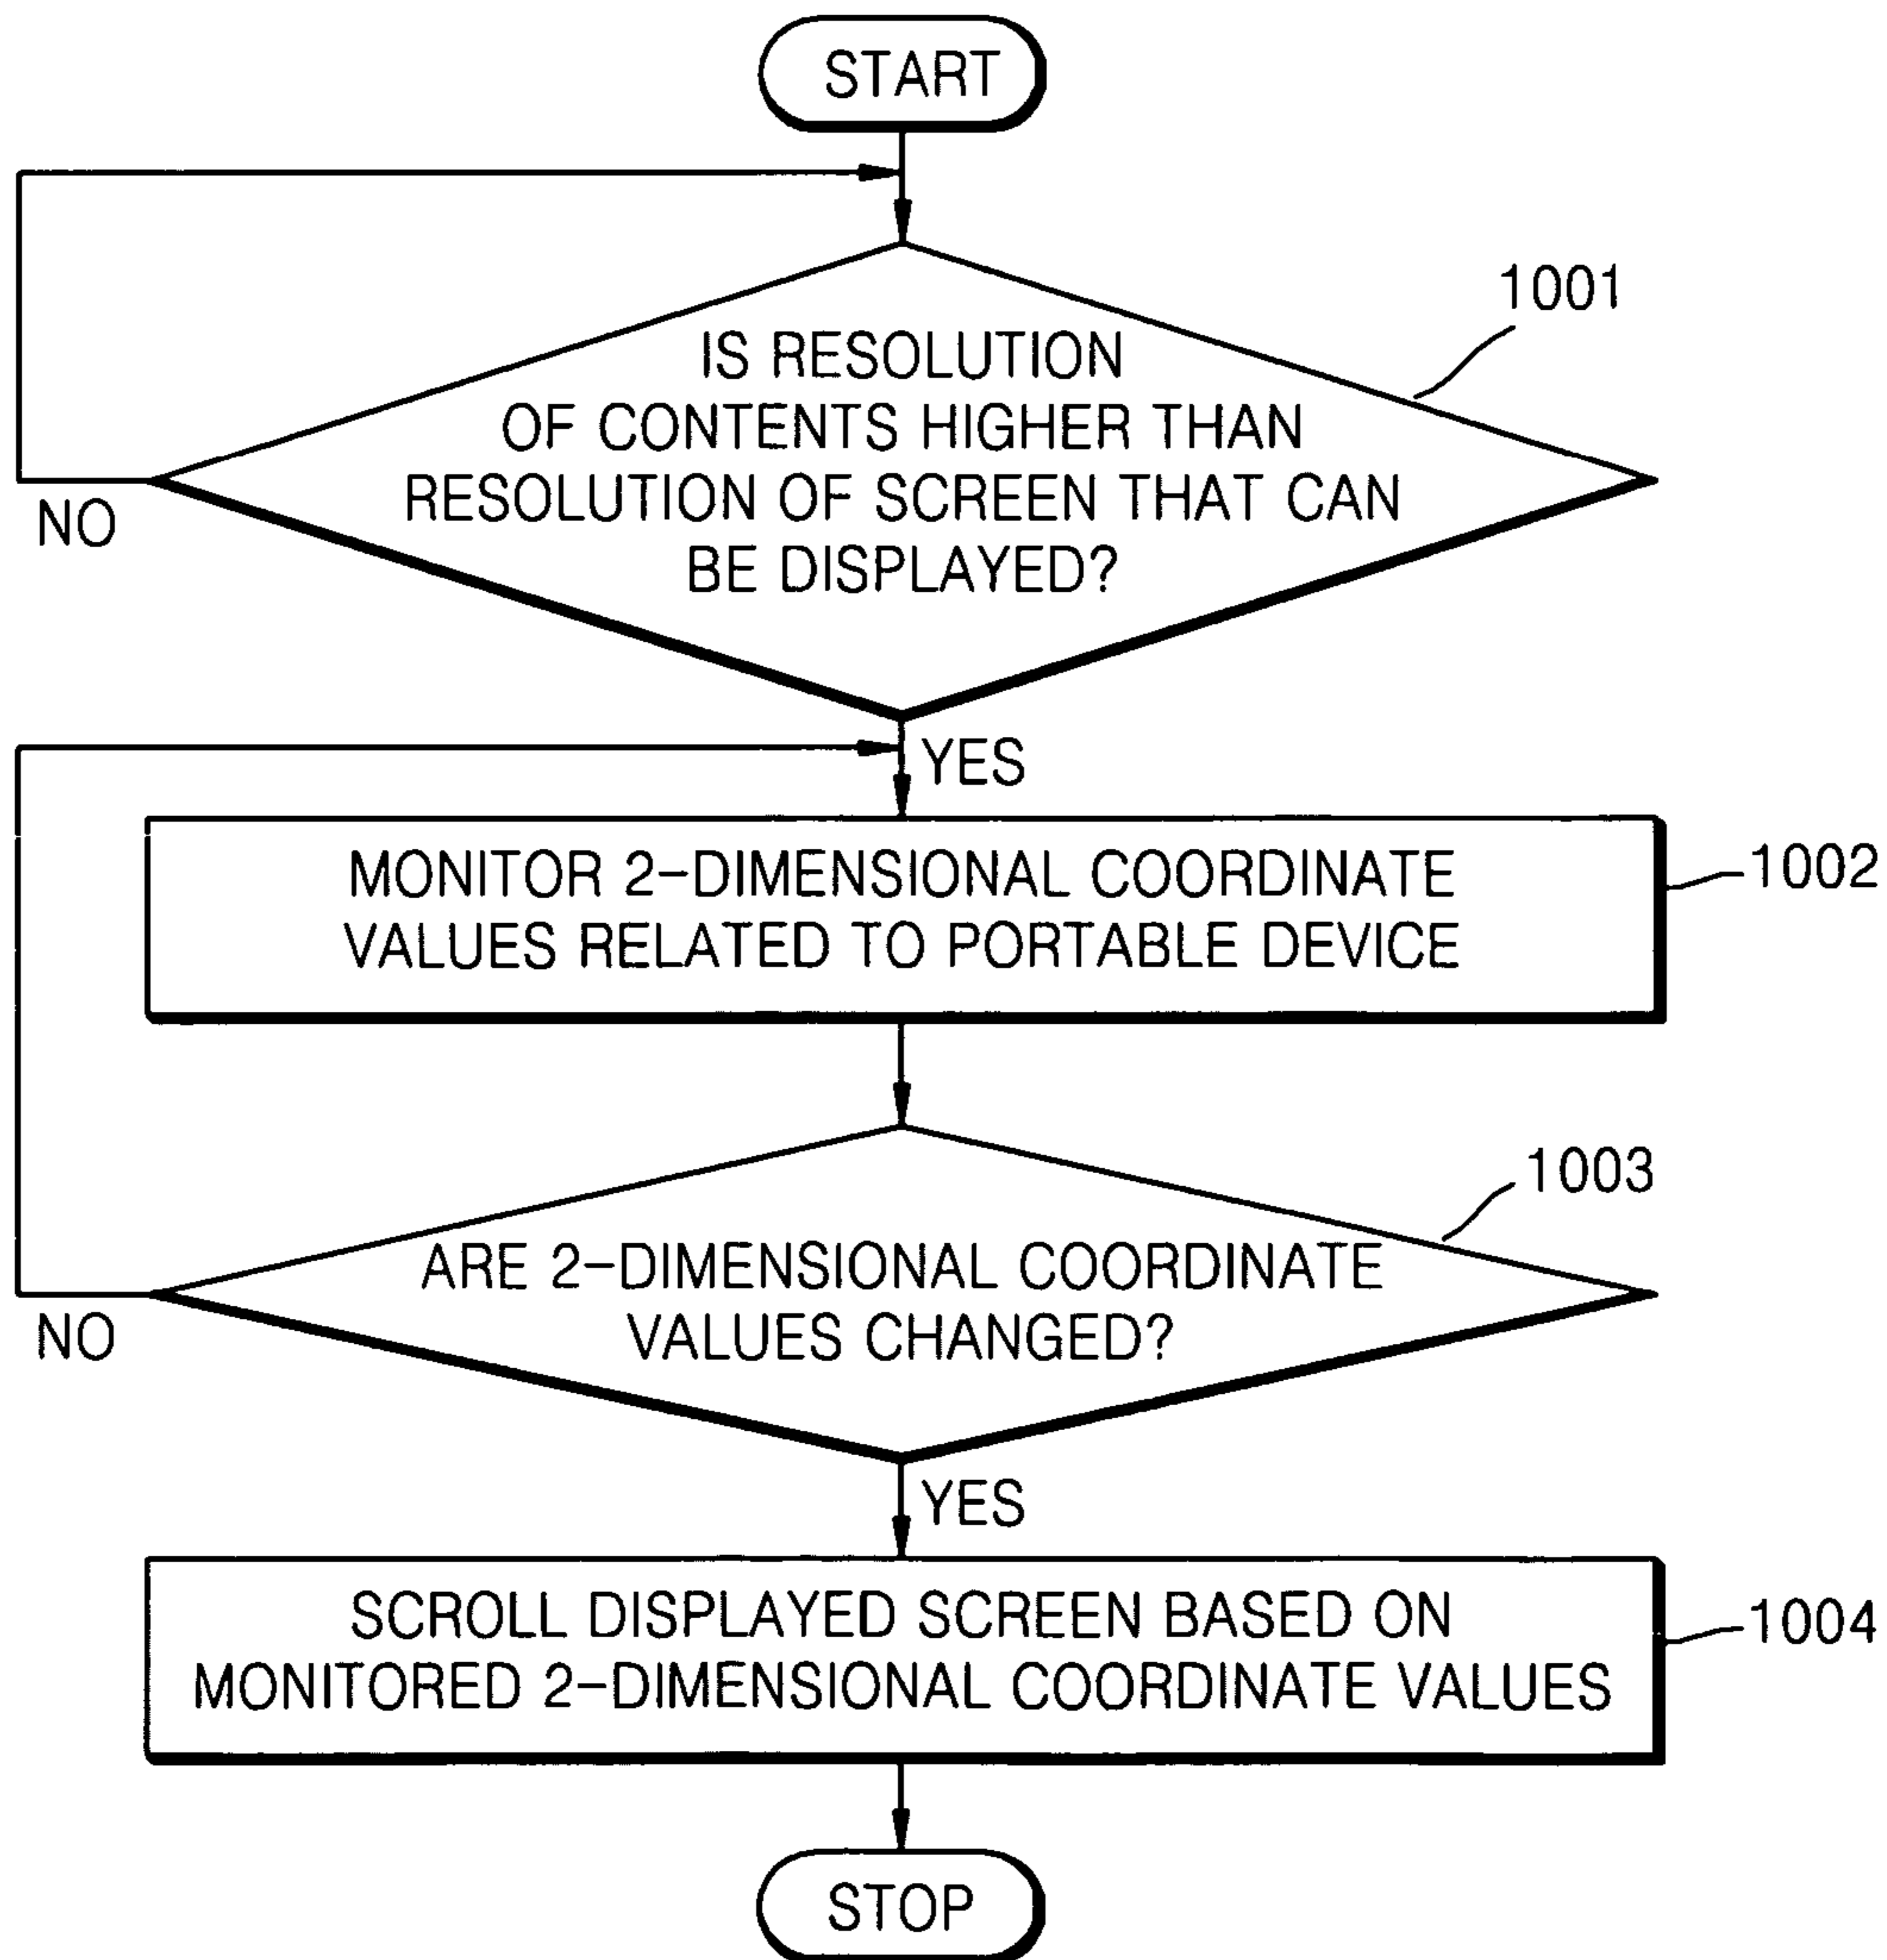 START
1001
IS RESOLUTION
OF CONTENTS HIGHER THAN
RESOLUTION OF SCREEN THAT CAN
BE DISPLAYED?
NO
YES
MONITOR 2-DIMENSIONAL COORDINATE
VALUES RELATED TO PORTABLE DEVICE
1002
1003
ARE 2-DIMENSIONAL COORDINATE
VALUES CHANGED?
NO
YES
SCROLL DISPLAYED SCREEN BASED ON
MONITORED 2-DIMENSIONAL COORDINATE VALUES
1004
STOP